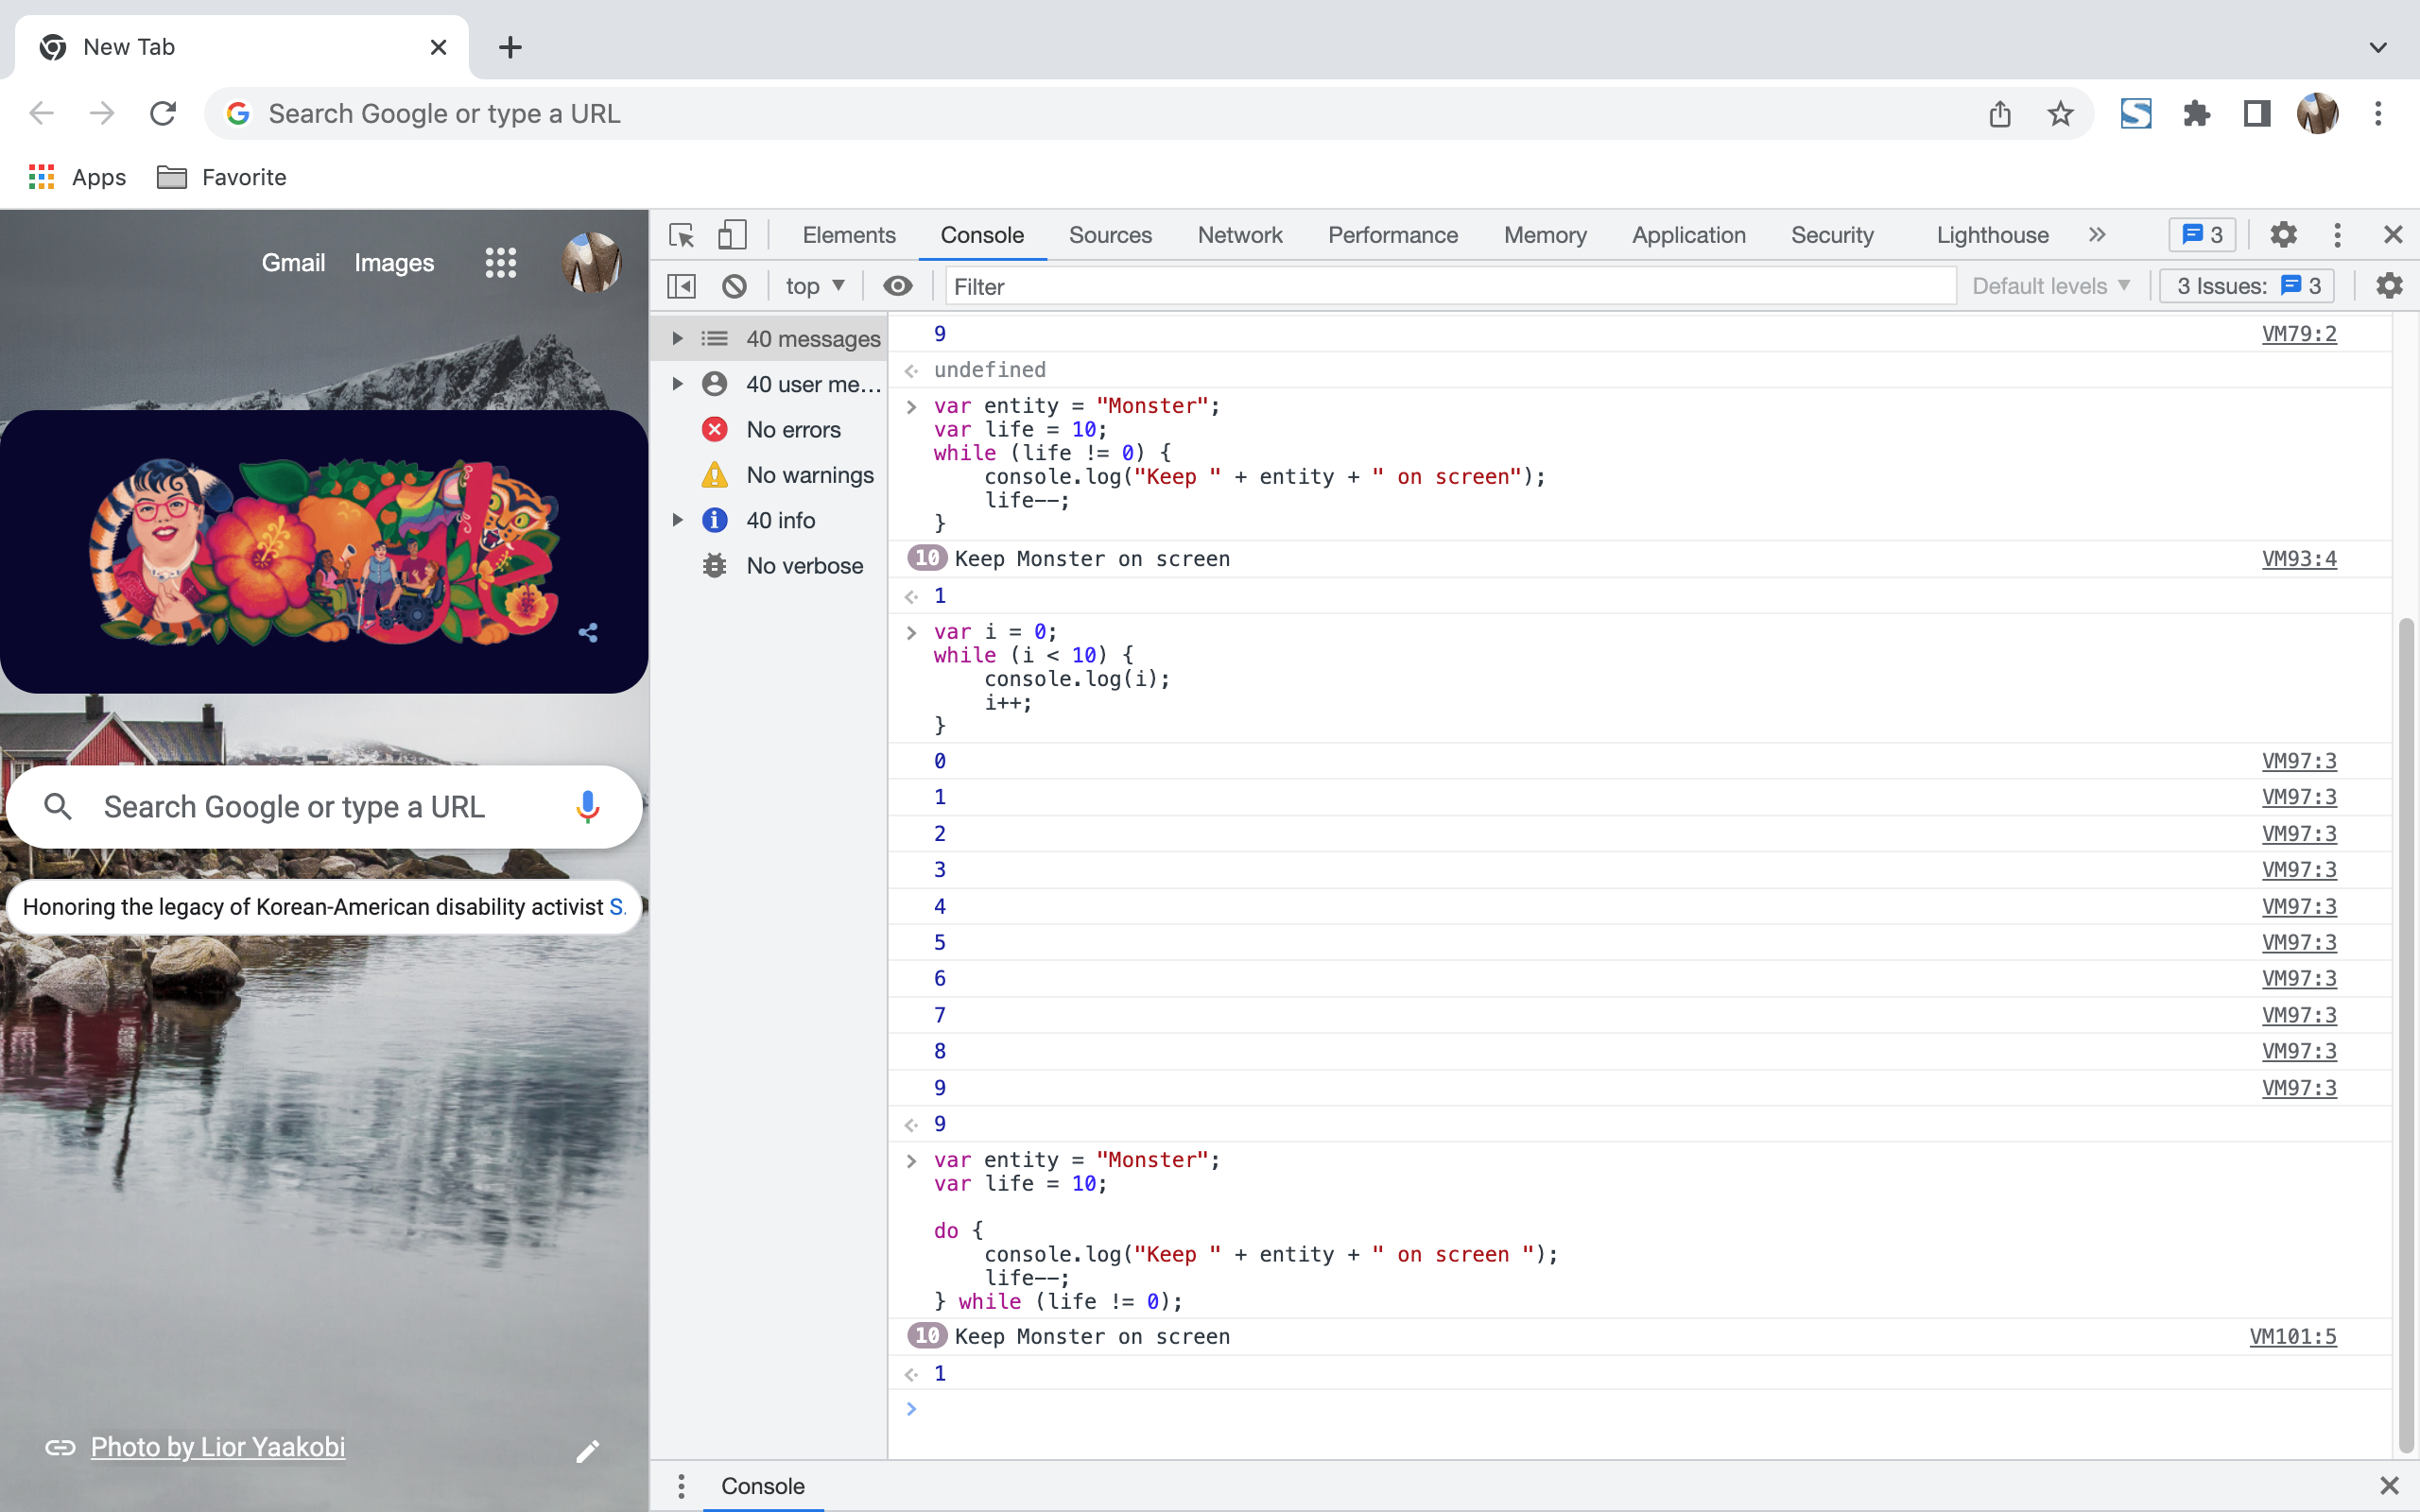 New Tab
Search Google or type a URL
Apps
Favorite
Gmail
Images
Search Google or type a URL
Honoring the legacy of Korean-American disability activist S.
Photo by Lior Yaakobi
Elements
Console
Sources
Network
Performance
Memory
Application
Security
Lighthouse
3
top
Filter
Default levels
3 Issues:
3
40 messages
40 user me...
No errors
No warnings
40 info
No verbose
9 VM79:2
undefined
var entity = "Monster";
var life = 10;
while (life != 0) {
console.log("Keep " + entity + " on screen");
life--;
}
10 Keep Monster on screen VM93:4
1
var i = 0;
while (i < 10) {
console.log(i);
i++;
}
0 VM97:3
1 VM97:3
2 VM97:3
3 VM97:3
4 VM97:3
5 VM97:3
6 VM97:3
7 VM97:3
8 VM97:3
9 VM97:3
9
var entity = "Monster";
var life = 10;
do {
console.log("Keep " + entity + " on screen ");
life--;
} while (life != 0);
10 Keep Monster on screen VM101:5
1
Console